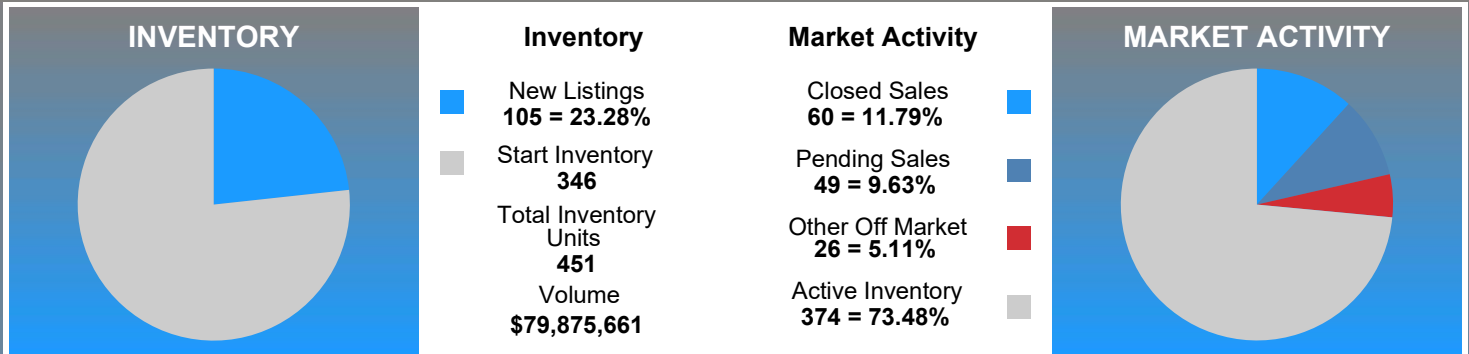 INVENTORY
Inventory
New Listings
105 = 23.28%
Start Inventory
346
Total Inventory
Units
451
Volume
$79,875,661
Market Activity
Closed Sales
60 = 11.79%
Pending Sales
49 = 9.63%
Other Off Market
26 = 5.11%
Active Inventory
374 = 73.48%
MARKET ACTIVITY